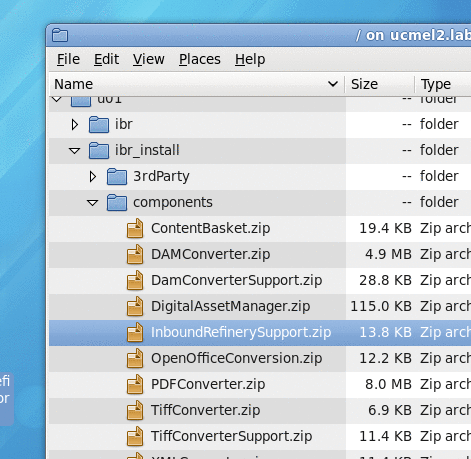 / on ucmel2.lab
File Edit View Places Help
Name Size Type
u01 -- folder
ibr -- folder
ibr_install -- folder
3rdParty -- folder
components -- folder
ContentBasket.zip 19.4 KB Zip arch
DAMConverter.zip 4.9 MB Zip arch
DamConverterSupport.zip 28.8 KB Zip arch
DigitalAssetManager.zip 115.0 KB Zip arch
InboundRefinerySupport.zip 13.8 KB Zip arch
OpenOfficeConversion.zip 12.2 KB Zip arch
PDFConverter.zip 8.0 MB Zip arch
efi
or
TiffConverter.zip 6.9 KB Zip arch
TiffConverterSupport.zip 11.4 KB Zip arch